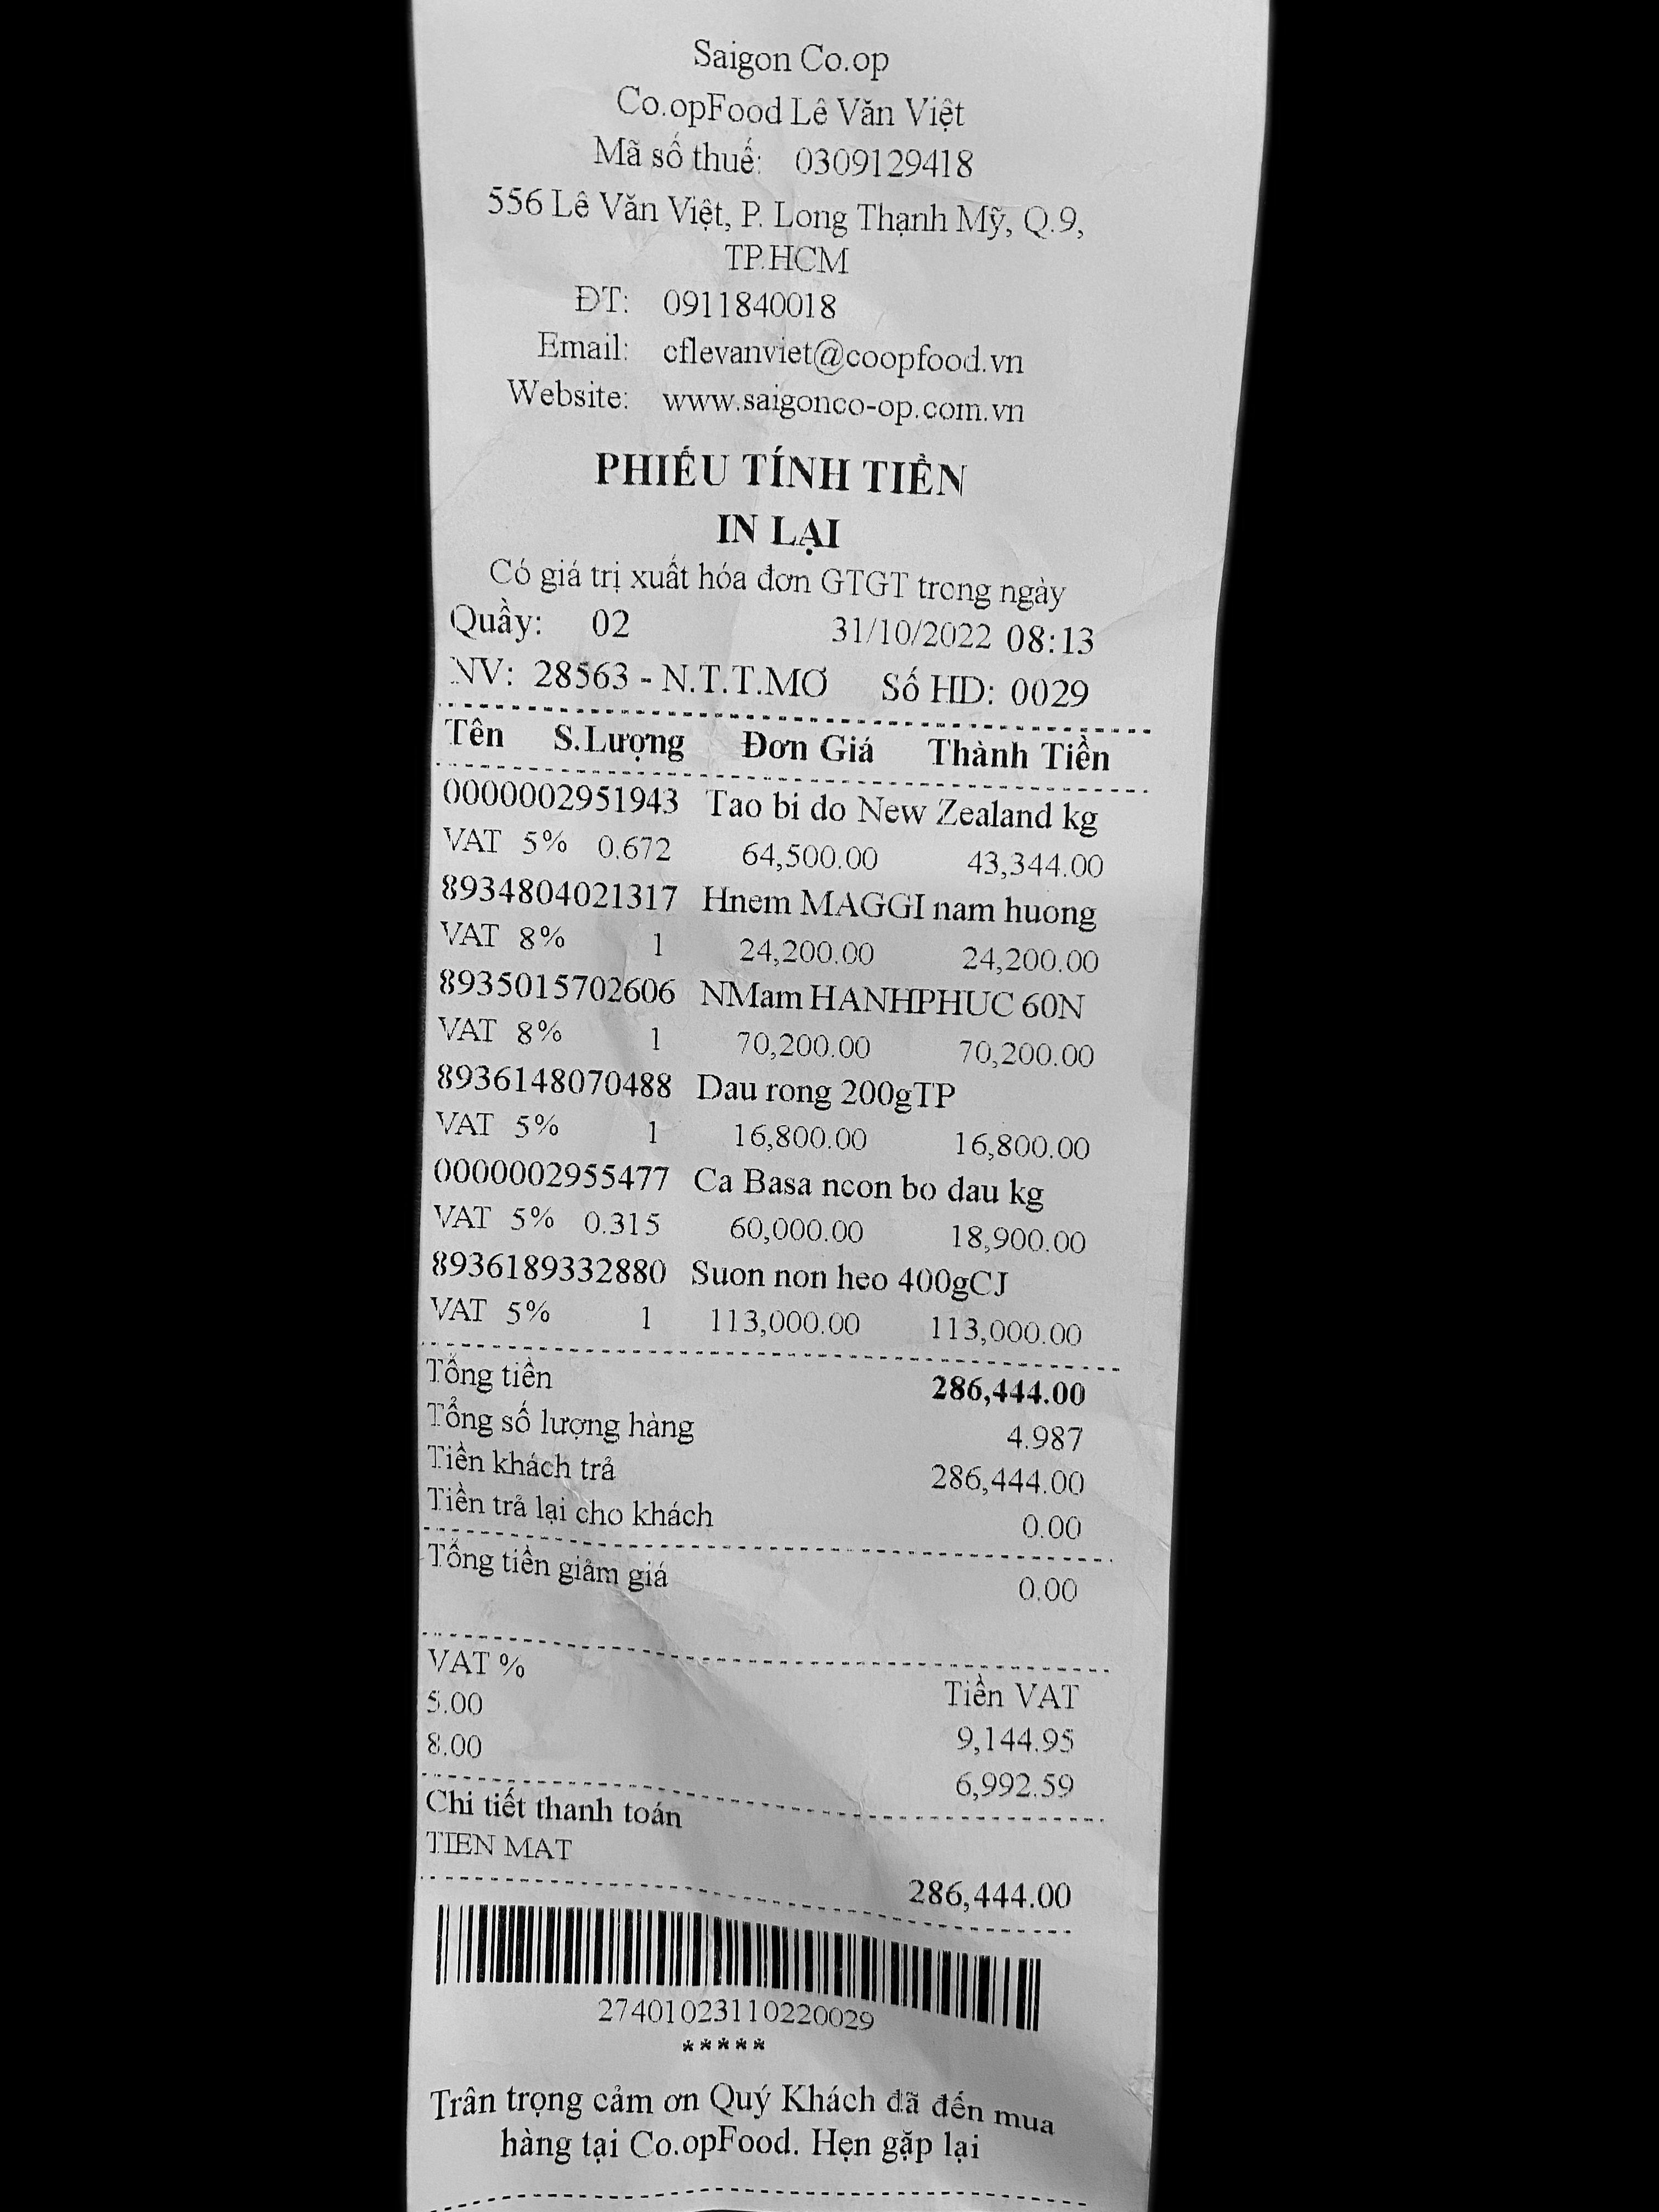 Saigon Co.op
Co.opFood Lê Văn Việt
Mã số thuế: 0309129418
556 Lê Văn Việt, P. Long Thạnh Mỹ, Q.9,
TP.HCM
ĐT: 0911840018
Email: cflevanviet@coopfood.vn
Website: www.saigonco-op.com.vn
PHIẾU TÍNH TIỀN
IN LẠI
Có giá trị xuất hóa đơn GTGT trong ngày
Quầy: 02 31/10/2022 08:13
NV: 28563 - N.T.T.MƠ Số HD: 0029
Tên S.Lượng Đơn Giá Thành Tiền
0000002951943 Tao bi do New Zealand kg
VAT 5% 0.672 64,500.00 43,344.00
8934804021317 Hnem MAGGI nam huong
VAT 8% 1 24,200.00 24,200.00
8935015702606 NMam HANHPHUC 60N
VAT 8% 1 70,200.00 70,200.00
8936148070488 Dau rong 200gTP
VAT 5% 1 16,800.00 16,800.00
0000002955477 Ca Basa ncon bo dau kg
VAT 5% 0.315 60,000.00 18,900.00
8936189332880 Suon non heo 400gCJ
VAT 5% 1 113,000.00 113,000.00
Tổng tiền 286,444.00
Tổng số lượng hàng 4.987
Tiền khách trả 286,444.00
Tiền trả lại cho khách 0.00
Tổng tiền giảm giá 0.00
VAT % Tiền VAT
5.00 9,144.95
8.00 6,992.59
Chi tiết thanh toán
TIEN MAT 286,444.00
27401023110220029
*****
Trân trọng cảm ơn Quý Khách đã đến mua
hàng tại Co.opFood. Hẹn gặp lại